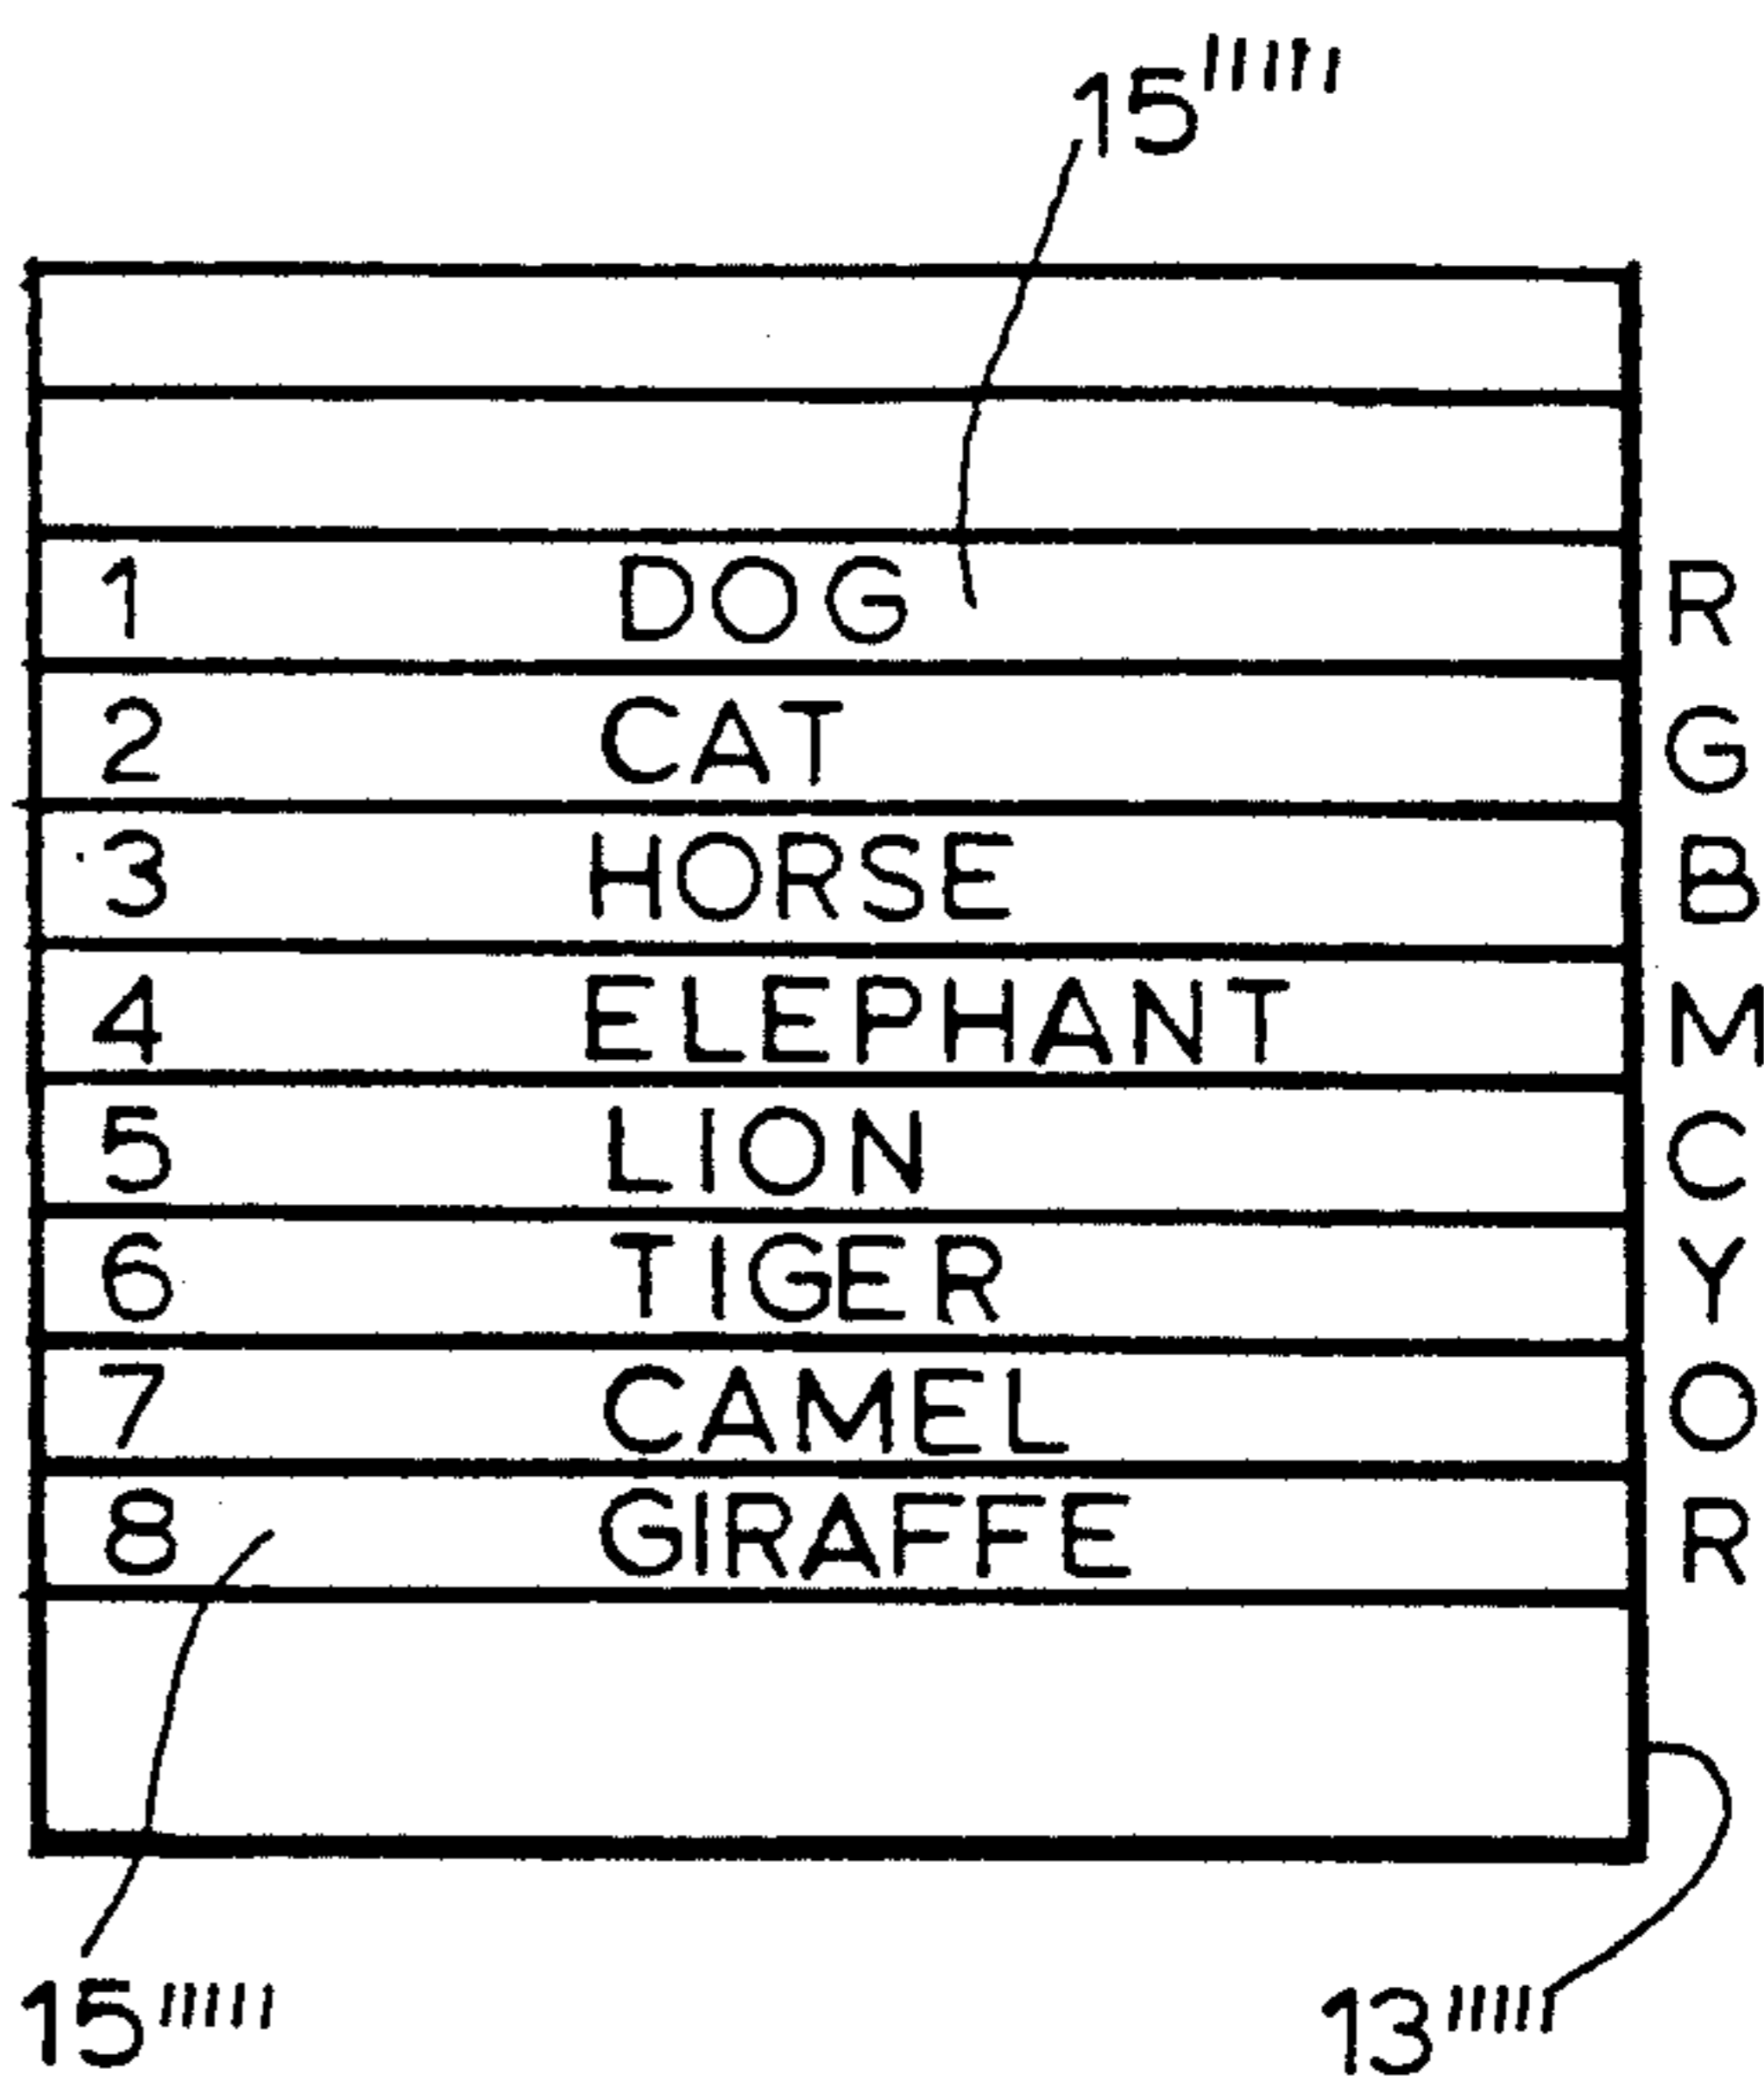 15'''''
1 DOG R
2 CAT G
3 HORSE B
4 ELEPHANT M
5 LION C
6 TIGER Y
7 CAMEL O
8 GIRAFFE R
15''''' 13'''''